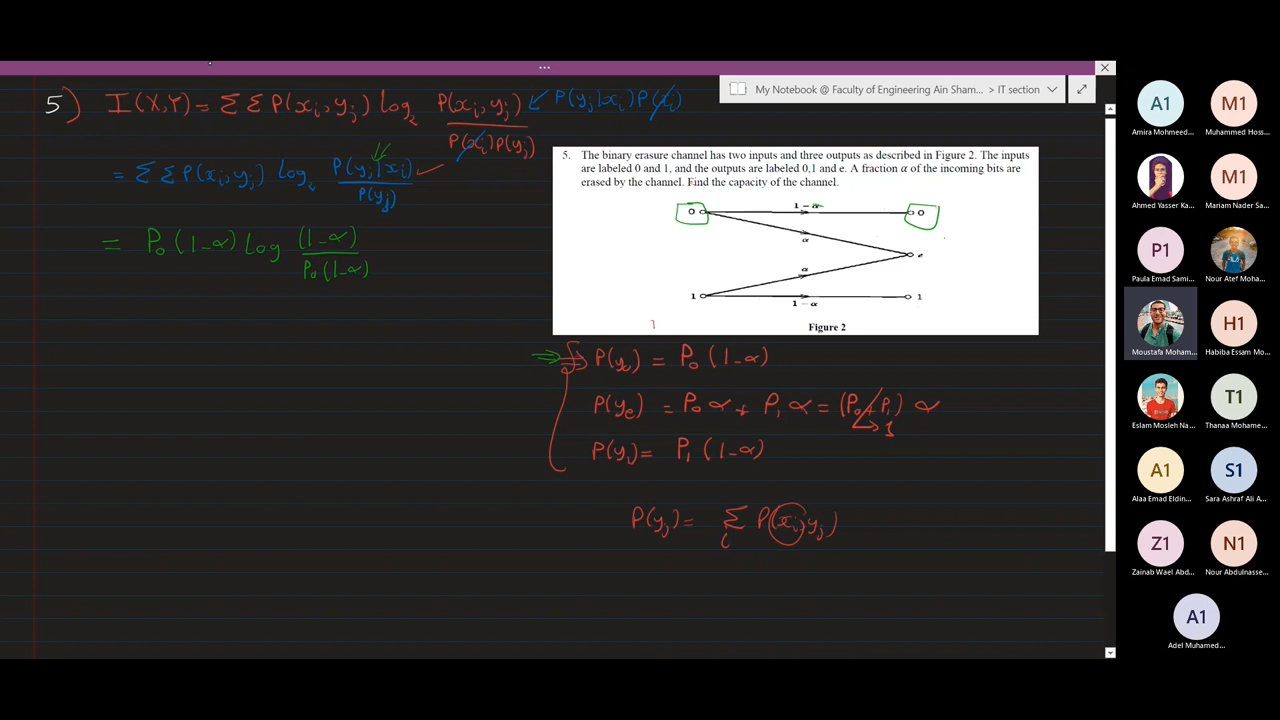 My Notebook @ Faculty of Engineering Ain Sham... > IT section
5) I(X,Y) = Σ Σ P(xi,yj) log2 P(xi,yj) / P(xi)P(yj) ↙ P(yj|xi)P(xi)
= Σ Σ P(xi,yj) log2 P(yj|xi) / P(yj)
= P0(1-α) log (1-α) / P0(1-α)
5. The binary erasure channel has two inputs and three outputs as described in Figure 2. The inputs
are labeled 0 and 1, and the outputs are labeled 0,1 and e. A fraction α of the incoming bits are
erased by the channel. Find the capacity of the channel.
1-α
0
0
α
e
α
1
1
1-α
Figure 2
P(y0) = P0(1-α)
P(ye) = P0 α + P1 α = (P0+P1) α
1
P(y1) = P1(1-α)
P(yj) = Σi P(xi,yj)
A1
M1
Amira Mohmeed...
Muhammed Hoss...
M1
Ahmed Yasser Ka...
Mariam Nader Sa...
P1
Paula Emad Sami...
Nour Atef Moha...
H1
Moustafa Moham...
Habiba Essam Mo...
T1
Eslam Mosleh Na...
Thanaa Mohame...
A1
S1
Alaa Emad Eldin...
Sara Ashraf Ali A...
Z1
N1
Zainab Wael Abd...
Nour Abdulnasse...
A1
Adel Muhamed...